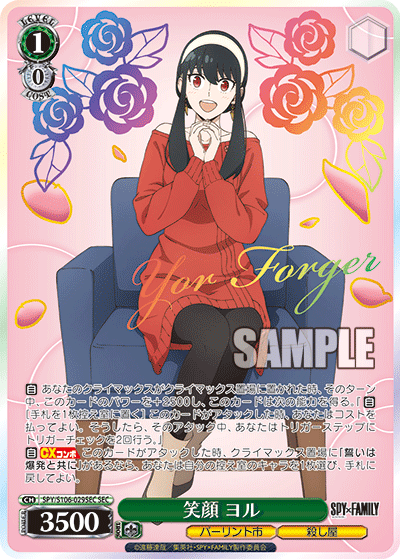 LEVEL
1
0
COST
Yor Forger
SAMPLE
自 あなたのクライマックスがクライマックス置場に置かれた時、そのターン
中、このカードのパワーを+2500し、このカードは次の能力を得る。『自
[手札を1枚控え室に置く] このカードがアタックした時、あなたはコストを
払ってよい。そうしたら、そのアタック中、あなたはトリガーステップに
トリガーチェックを2回行う。』
自 CXコンボ このカードがアタックした時、クライマックス置場に「誓いは
爆発と共に」があるなら、あなたは自分の控え室のキャラを1枚選び、手札に
戻してよい。
CH SPY/S106-029SEC SEC
©遠藤達哉/集英社・SPY×FAMILY製作委員会
SPY×FAMILY
POWER
3500
笑顔 ヨル
バーリント市
殺し屋